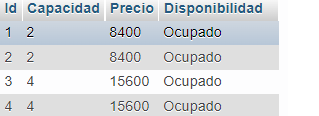 Id Capacidad Precio Disponibilidad
1 2 8400 Ocupado
2 2 8400 Ocupado
3 4 15600 Ocupado
4 4 15600 Ocupado